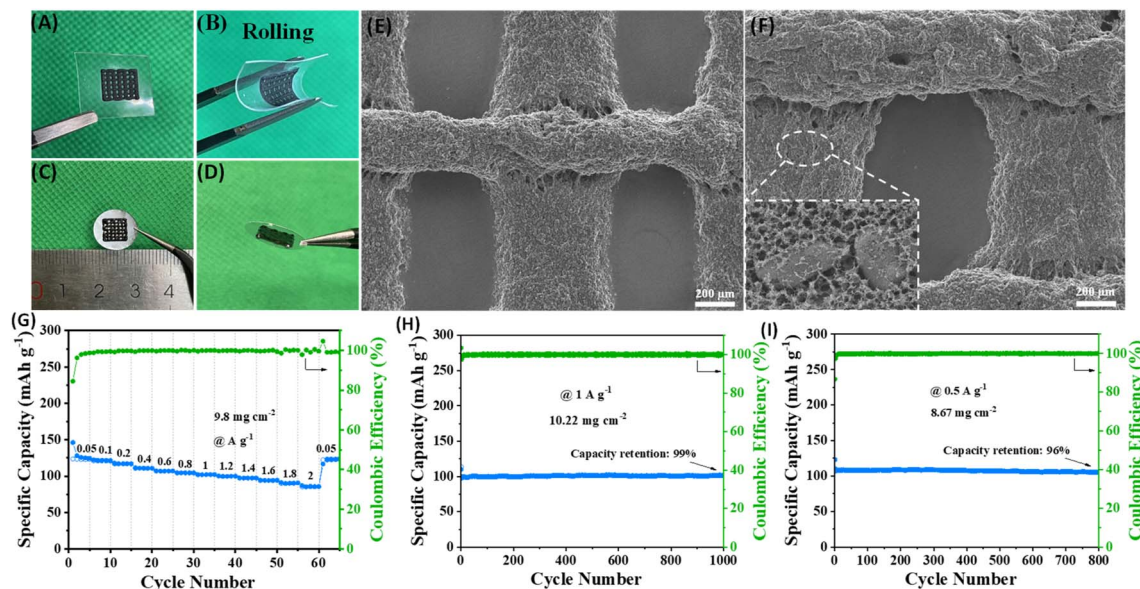 (A)
(B)
Rolling
(C)
0 1 2 3 4
(D)
(E)
200 μm
(F)
200 μm
(G)
300
250
200
150
100
50
0
Specific Capacity (mAh g⁻¹)
9.8 mg cm⁻²
@ A g⁻¹
0.05 0.1 0.2 0.4 0.6 0.8 1 1.2 1.4 1.6 1.8 2 0.05
0 10 20 30 40 50 60
Cycle Number
100
80
60
40
20
0
Coulombic Efficiency (%)
(H)
300
250
200
150
100
50
0
Specific Capacity (mAh g⁻¹)
@ 1 A g⁻¹
10.22 mg cm⁻²
Capacity retention: 99%
0 200 400 600 800 1000
Cycle Number
100
80
60
40
20
0
Coulombic Efficiency (%)
(I)
300
250
200
150
100
50
0
Specific Capacity (mAh g⁻¹)
@ 0.5 A g⁻¹
8.67 mg cm⁻²
Capacity retention: 96%
0 100 200 300 400 500 600 700 800
Cycle Number
100
80
60
40
20
0
Coulombic Efficiency (%)